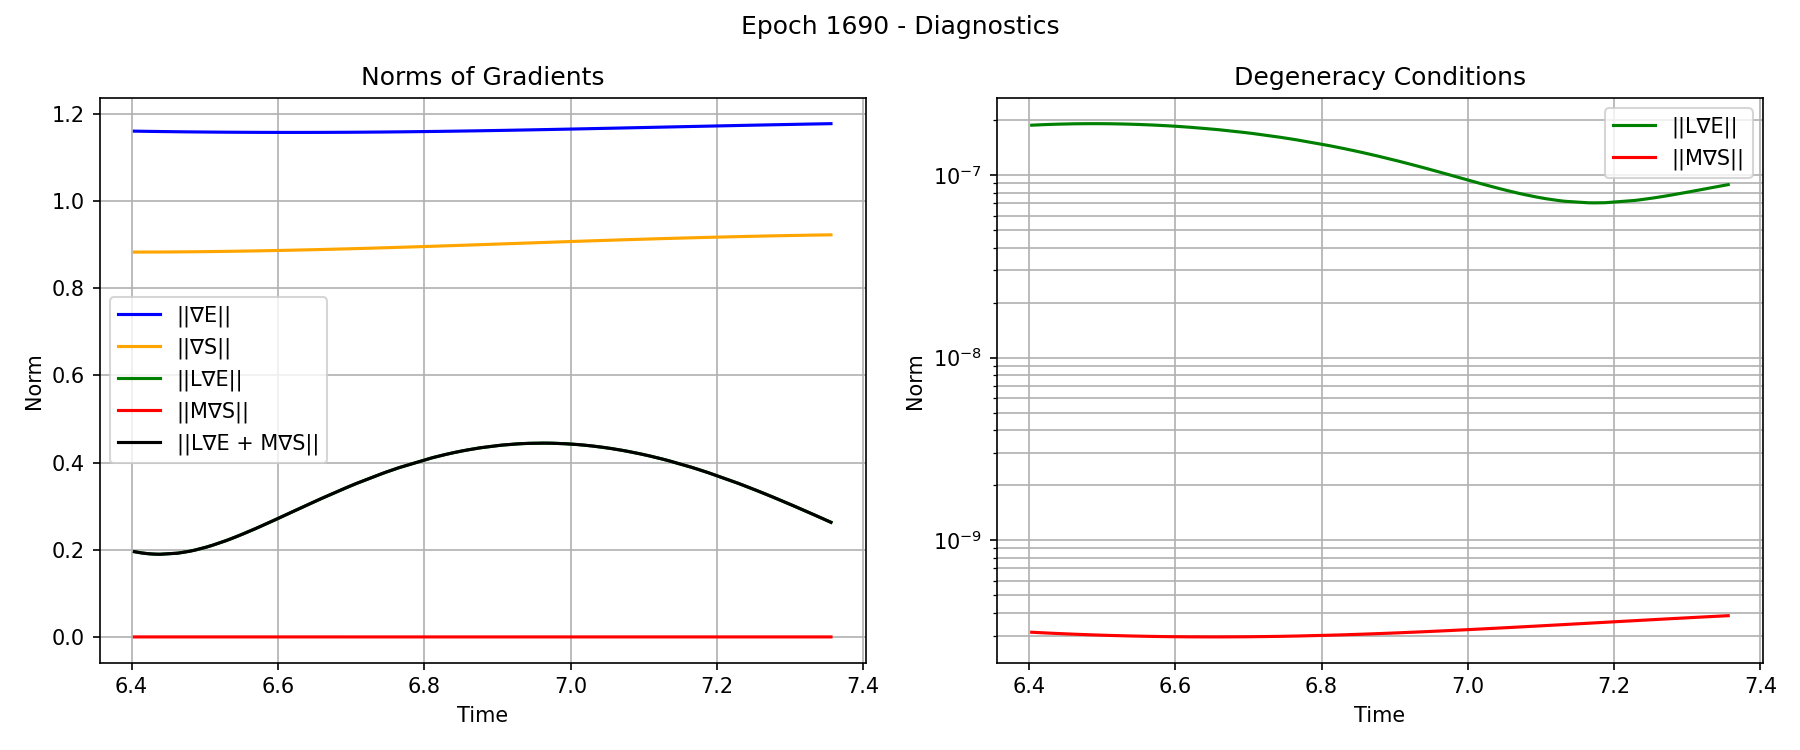 Epoch 1690 - Diagnostics
Norms of Gradients
Norm
1.2
1.0
0.8
0.6
0.4
0.2
0.0
||∇E||
||∇S||
||L∇E||
||M∇S||
||L∇E + M∇S||
6.4
6.6
6.8
7.0
7.2
7.4
Time
Degeneracy Conditions
Norm
10⁻⁷
10⁻⁸
10⁻⁹
||L∇E||
||M∇S||
6.4
6.6
6.8
7.0
7.2
7.4
Time